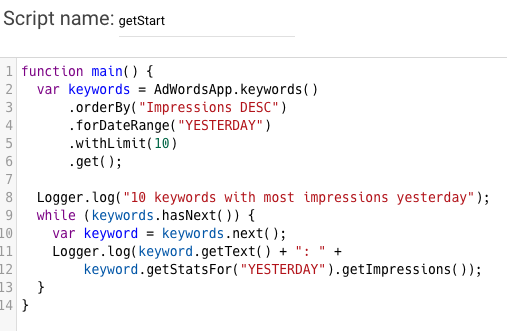 Script name: getStart
1 function main() {
2   var keywords = AdWordsApp.keywords()
3       .orderBy("Impressions DESC")
4       .forDateRange("YESTERDAY")
5       .withLimit(10)
6       .get();
7
8   Logger.log("10 keywords with most impressions yesterday");
9   while (keywords.hasNext()) {
10     var keyword = keywords.next();
11     Logger.log(keyword.getText() + ": " +
12         keyword.getStatsFor("YESTERDAY").getImpressions());
13   }
14 }